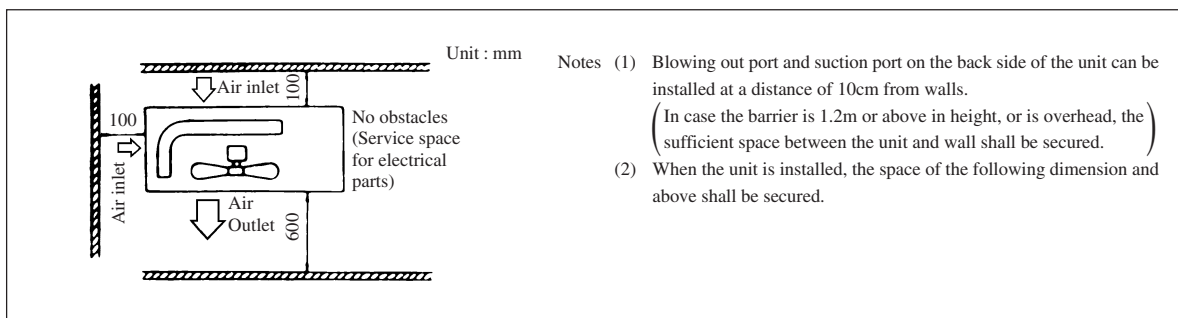 Unit : mm
Air inlet
100
100
Air inlet
No obstacles
(Service space
for electrical
parts)
Air
Outlet
600
Notes (1) Blowing out port and suction port on the back side of the unit can be
installed at a distance of 10cm from walls.
(In case the barrier is 1.2m or above in height, or is overhead, the
sufficient space between the unit and wall shall be secured.)
(2) When the unit is installed, the space of the following dimension and
above shall be secured.